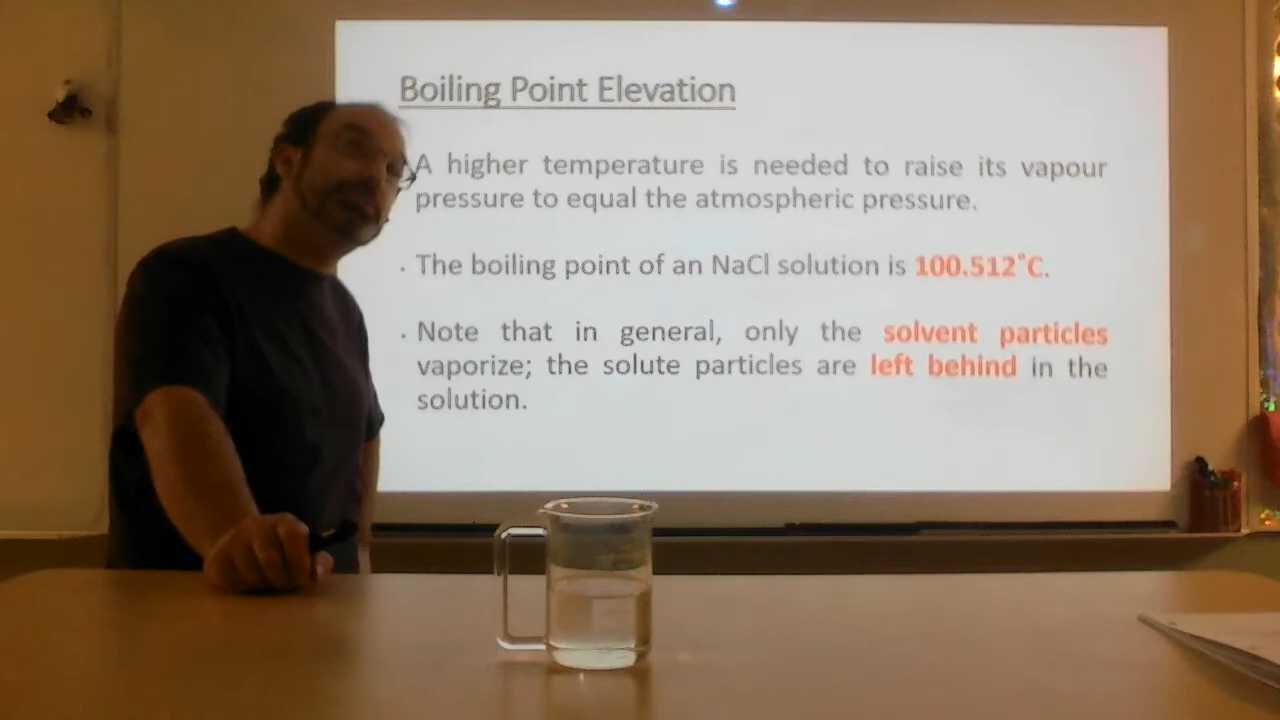 Boiling Point Elevation
A higher temperature is needed to raise its vapour
pressure to equal the atmospheric pressure.
· The boiling point of an NaCl solution is 100.512˚C.
· Note that in general, only the solvent particles
vaporize; the solute particles are left behind in the
solution.